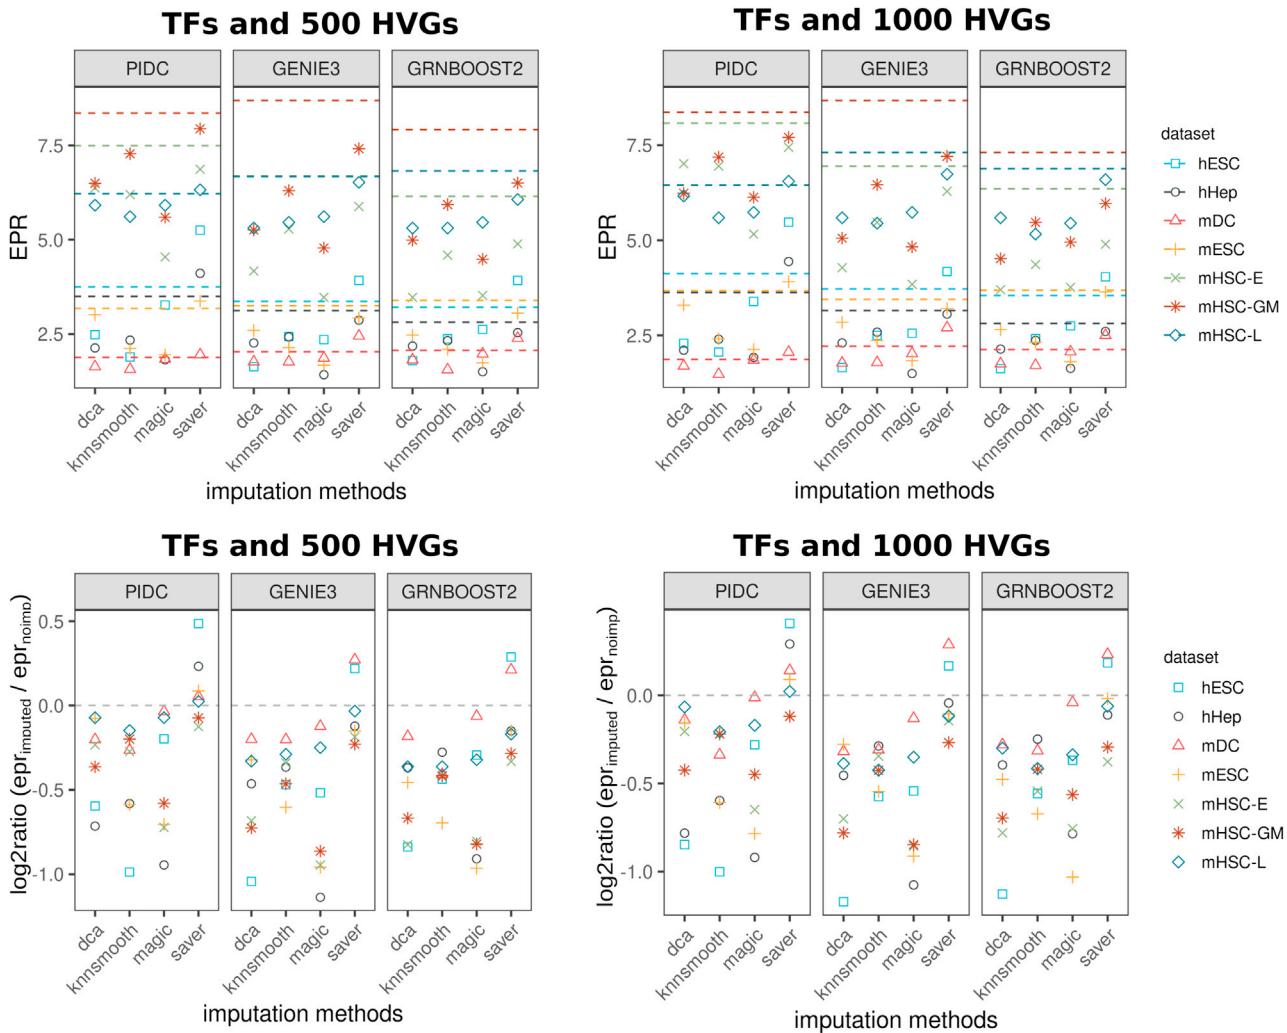 TFs and 500 HVGs
TFs and 1000 HVGs
PIDC
GENIE3
GRNBOOST2
PIDC
GENIE3
GRNBOOST2
EPR
7.5
5.0
2.5
EPR
7.5
5.0
2.5
dca
knnsmooth
magic
saver
dca
knnsmooth
magic
saver
dca
knnsmooth
magic
saver
dca
knnsmooth
magic
saver
dca
knnsmooth
magic
saver
dca
knnsmooth
magic
saver
imputation methods
imputation methods
dataset
hESC
hHep
mDC
mESC
mHSC-E
mHSC-GM
mHSC-L
TFs and 500 HVGs
TFs and 1000 HVGs
PIDC
GENIE3
GRNBOOST2
PIDC
GENIE3
GRNBOOST2
log2ratio (epr_imputed / epr_noimp)
0.5
0.0
-0.5
-1.0
log2ratio (epr_imputed / epr_noimp)
0.0
-0.5
-1.0
dca
knnsmooth
magic
saver
dca
knnsmooth
magic
saver
dca
knnsmooth
magic
saver
dca
knnsmooth
magic
saver
dca
knnsmooth
magic
saver
dca
knnsmooth
magic
saver
imputation methods
imputation methods
dataset
hESC
hHep
mDC
mESC
mHSC-E
mHSC-GM
mHSC-L